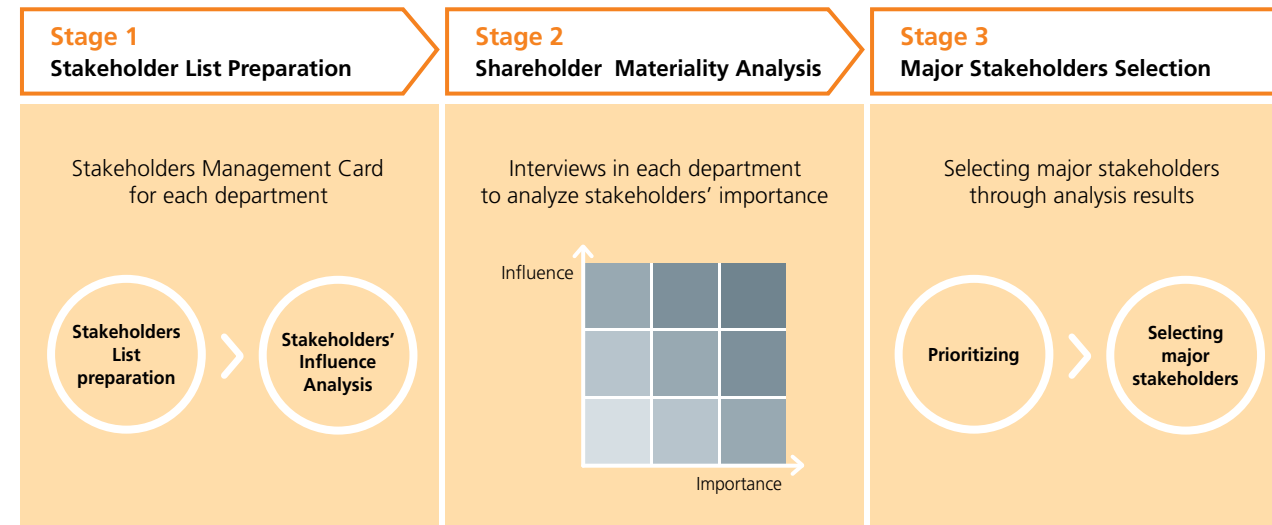 Stage 1
Stakeholder List Preparation
Stakeholders Management Card
for each department
Stakeholders
List
preparation
Stakeholders'
Influence
Analysis
Stage 2
Shareholder Materiality Analysis
Interviews in each department
to analyze stakeholders' importance
Influence
Importance
Stage 3
Major Stakeholders Selection
Selecting major stakeholders
through analysis results
Prioritizing
Selecting
major
stakeholders